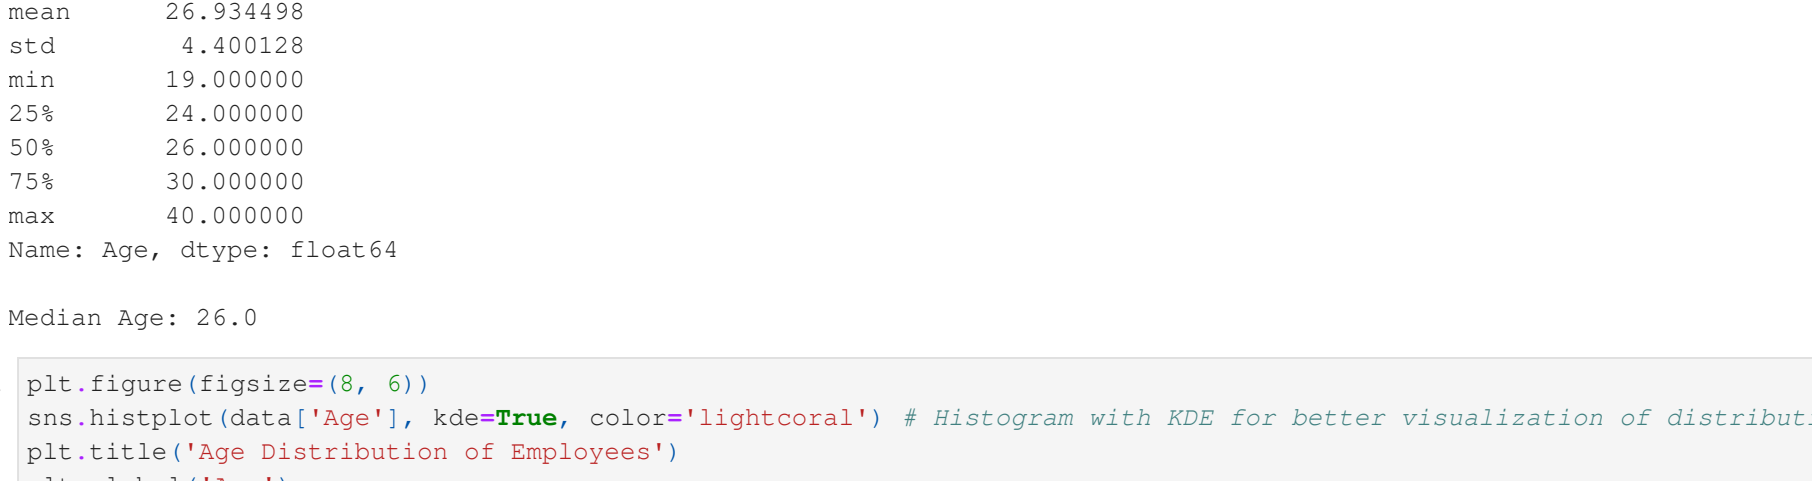 mean 26.934498
std 4.400128
min 19.000000
25% 24.000000
50% 26.000000
75% 30.000000
max 40.000000
Name: Age, dtype: float64
Median Age: 26.0
plt.figure(figsize=(8, 6))
sns.histplot(data['Age'], kde=True, color='lightcoral') # Histogram with KDE for better visualization of distributi
plt.title('Age Distribution of Employees')